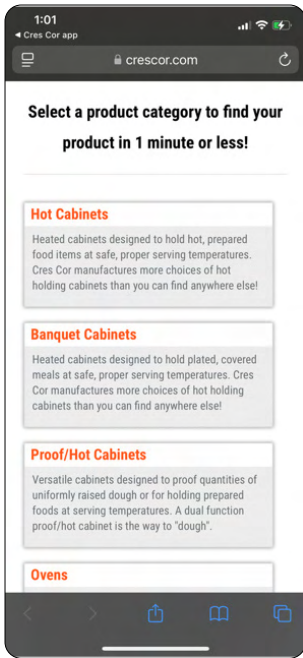 1:01
◀ Cres Cor app
crescor.com
Select a product category to find your
product in 1 minute or less!
Hot Cabinets
Heated cabinets designed to hold hot, prepared
food items at safe, proper serving temperatures.
Cres Cor manufactures more choices of hot
holding cabinets than you can find anywhere else!
Banquet Cabinets
Heated cabinets designed to hold plated, covered
meals at safe, proper serving temperatures. Cres
Cor manufactures more choices of hot holding
cabinets than you can find anywhere else!
Proof/Hot Cabinets
Versatile cabinets designed to proof quantities of
uniformly raised dough or for holding prepared
foods at serving temperatures. A dual function
proof/hot cabinet is the way to "dough".
Ovens